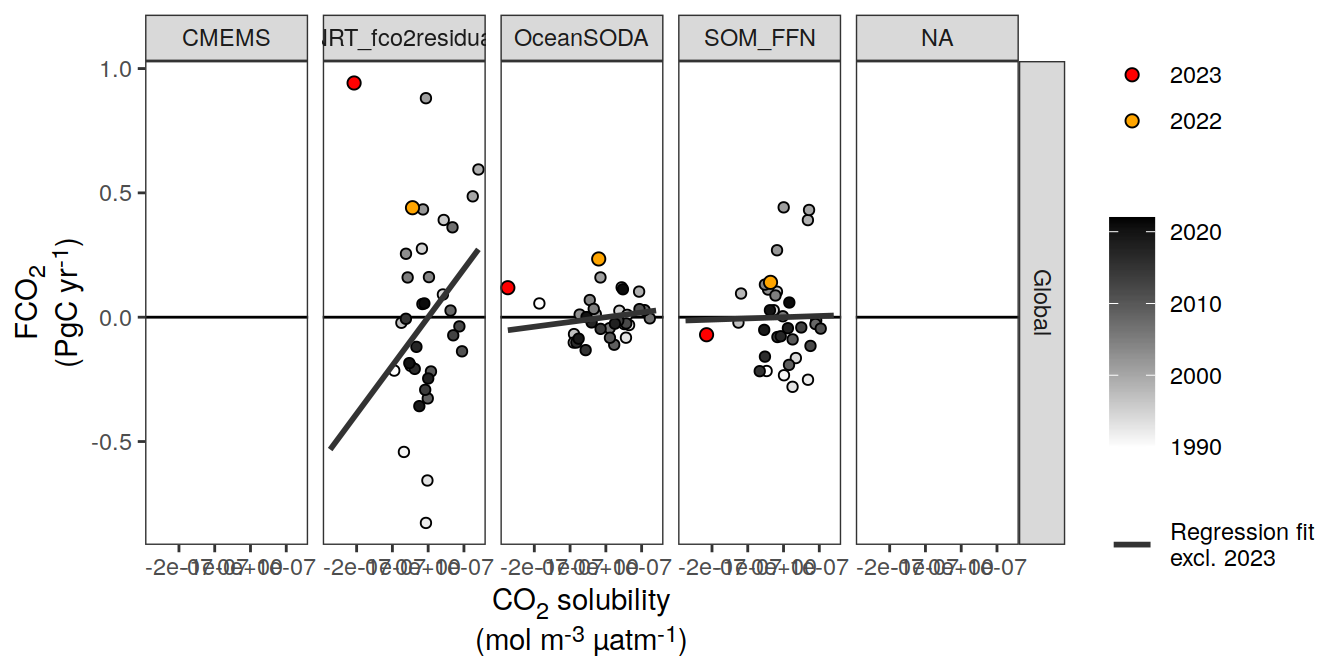 CMEMS
NRT_fco2residua
OceanSODA
SOM_FFN
NA
1.0
0.5
0.0
-0.5
FCO2
(PgC yr-1)
Global
CO2 solubility
(mol m-3 µatm-1)
2023
2022
2020
2010
2000
1990
Regression fit
excl. 2023